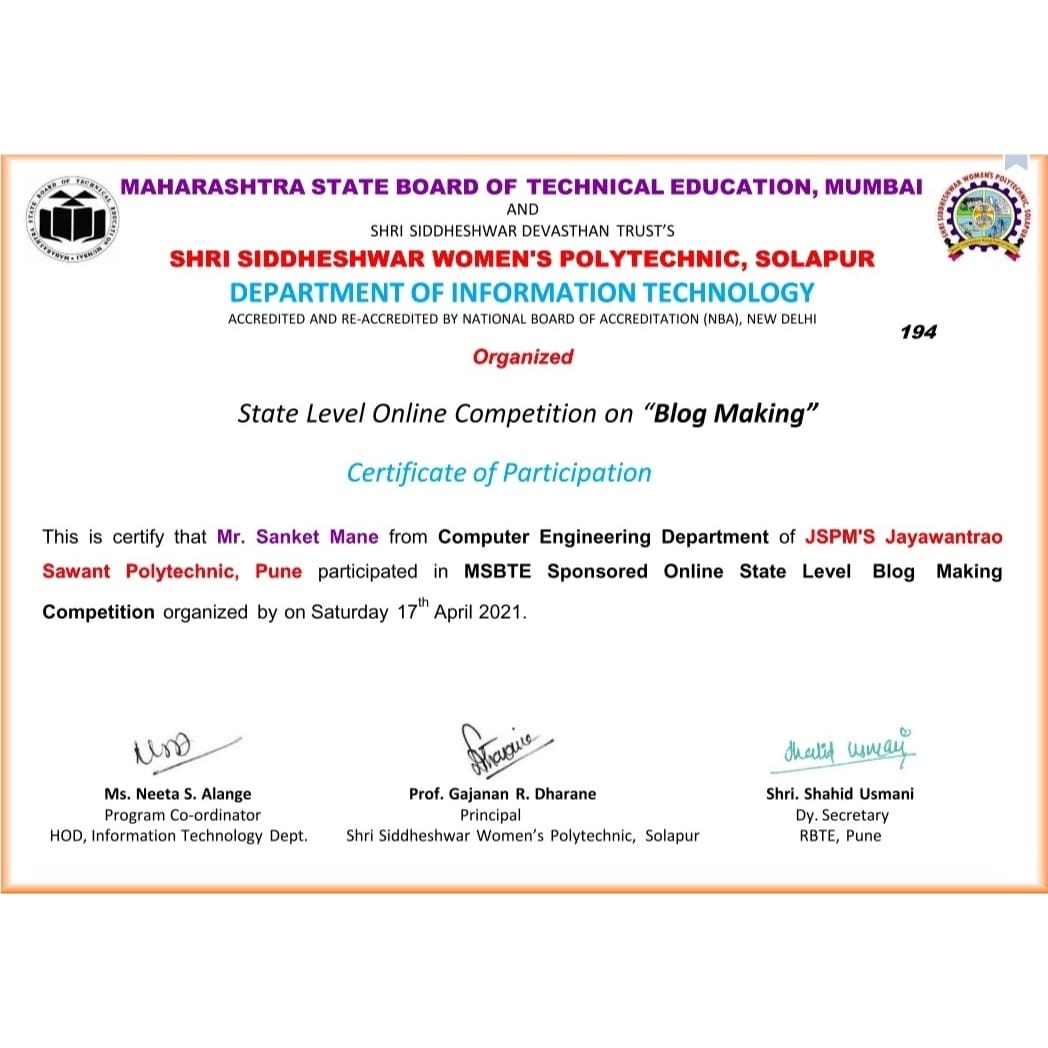 MAHARASHTRA STATE BOARD OF TECHNICAL EDUCATION, MUMBAI
AND
SHRI SIDDHESHWAR DEVASTHAN TRUST'S
SHRI SIDDHESHWAR WOMEN'S POLYTECHNIC, SOLAPUR
DEPARTMENT OF INFORMATION TECHNOLOGY
ACCREDITED AND RE-ACCREDITED BY NATIONAL BOARD OF ACCREDITATION (NBA), NEW DELHI
194
Organized
State Level Online Competition on “Blog Making”
Certificate of Participation
This is certify that Mr. Sanket Mane from Computer Engineering Department of JSPM'S Jayawantrao
Sawant Polytechnic, Pune participated in MSBTE Sponsored Online State Level Blog Making
Competition organized by on Saturday 17th April 2021.
Ms. Neeta S. Alange Prof. Gajanan R. Dharane Shri. Shahid Usmani
Program Co-ordinator Principal Dy. Secretary
HOD, Information Technology Dept. Shri Siddheshwar Women’s Polytechnic, Solapur RBTE, Pune